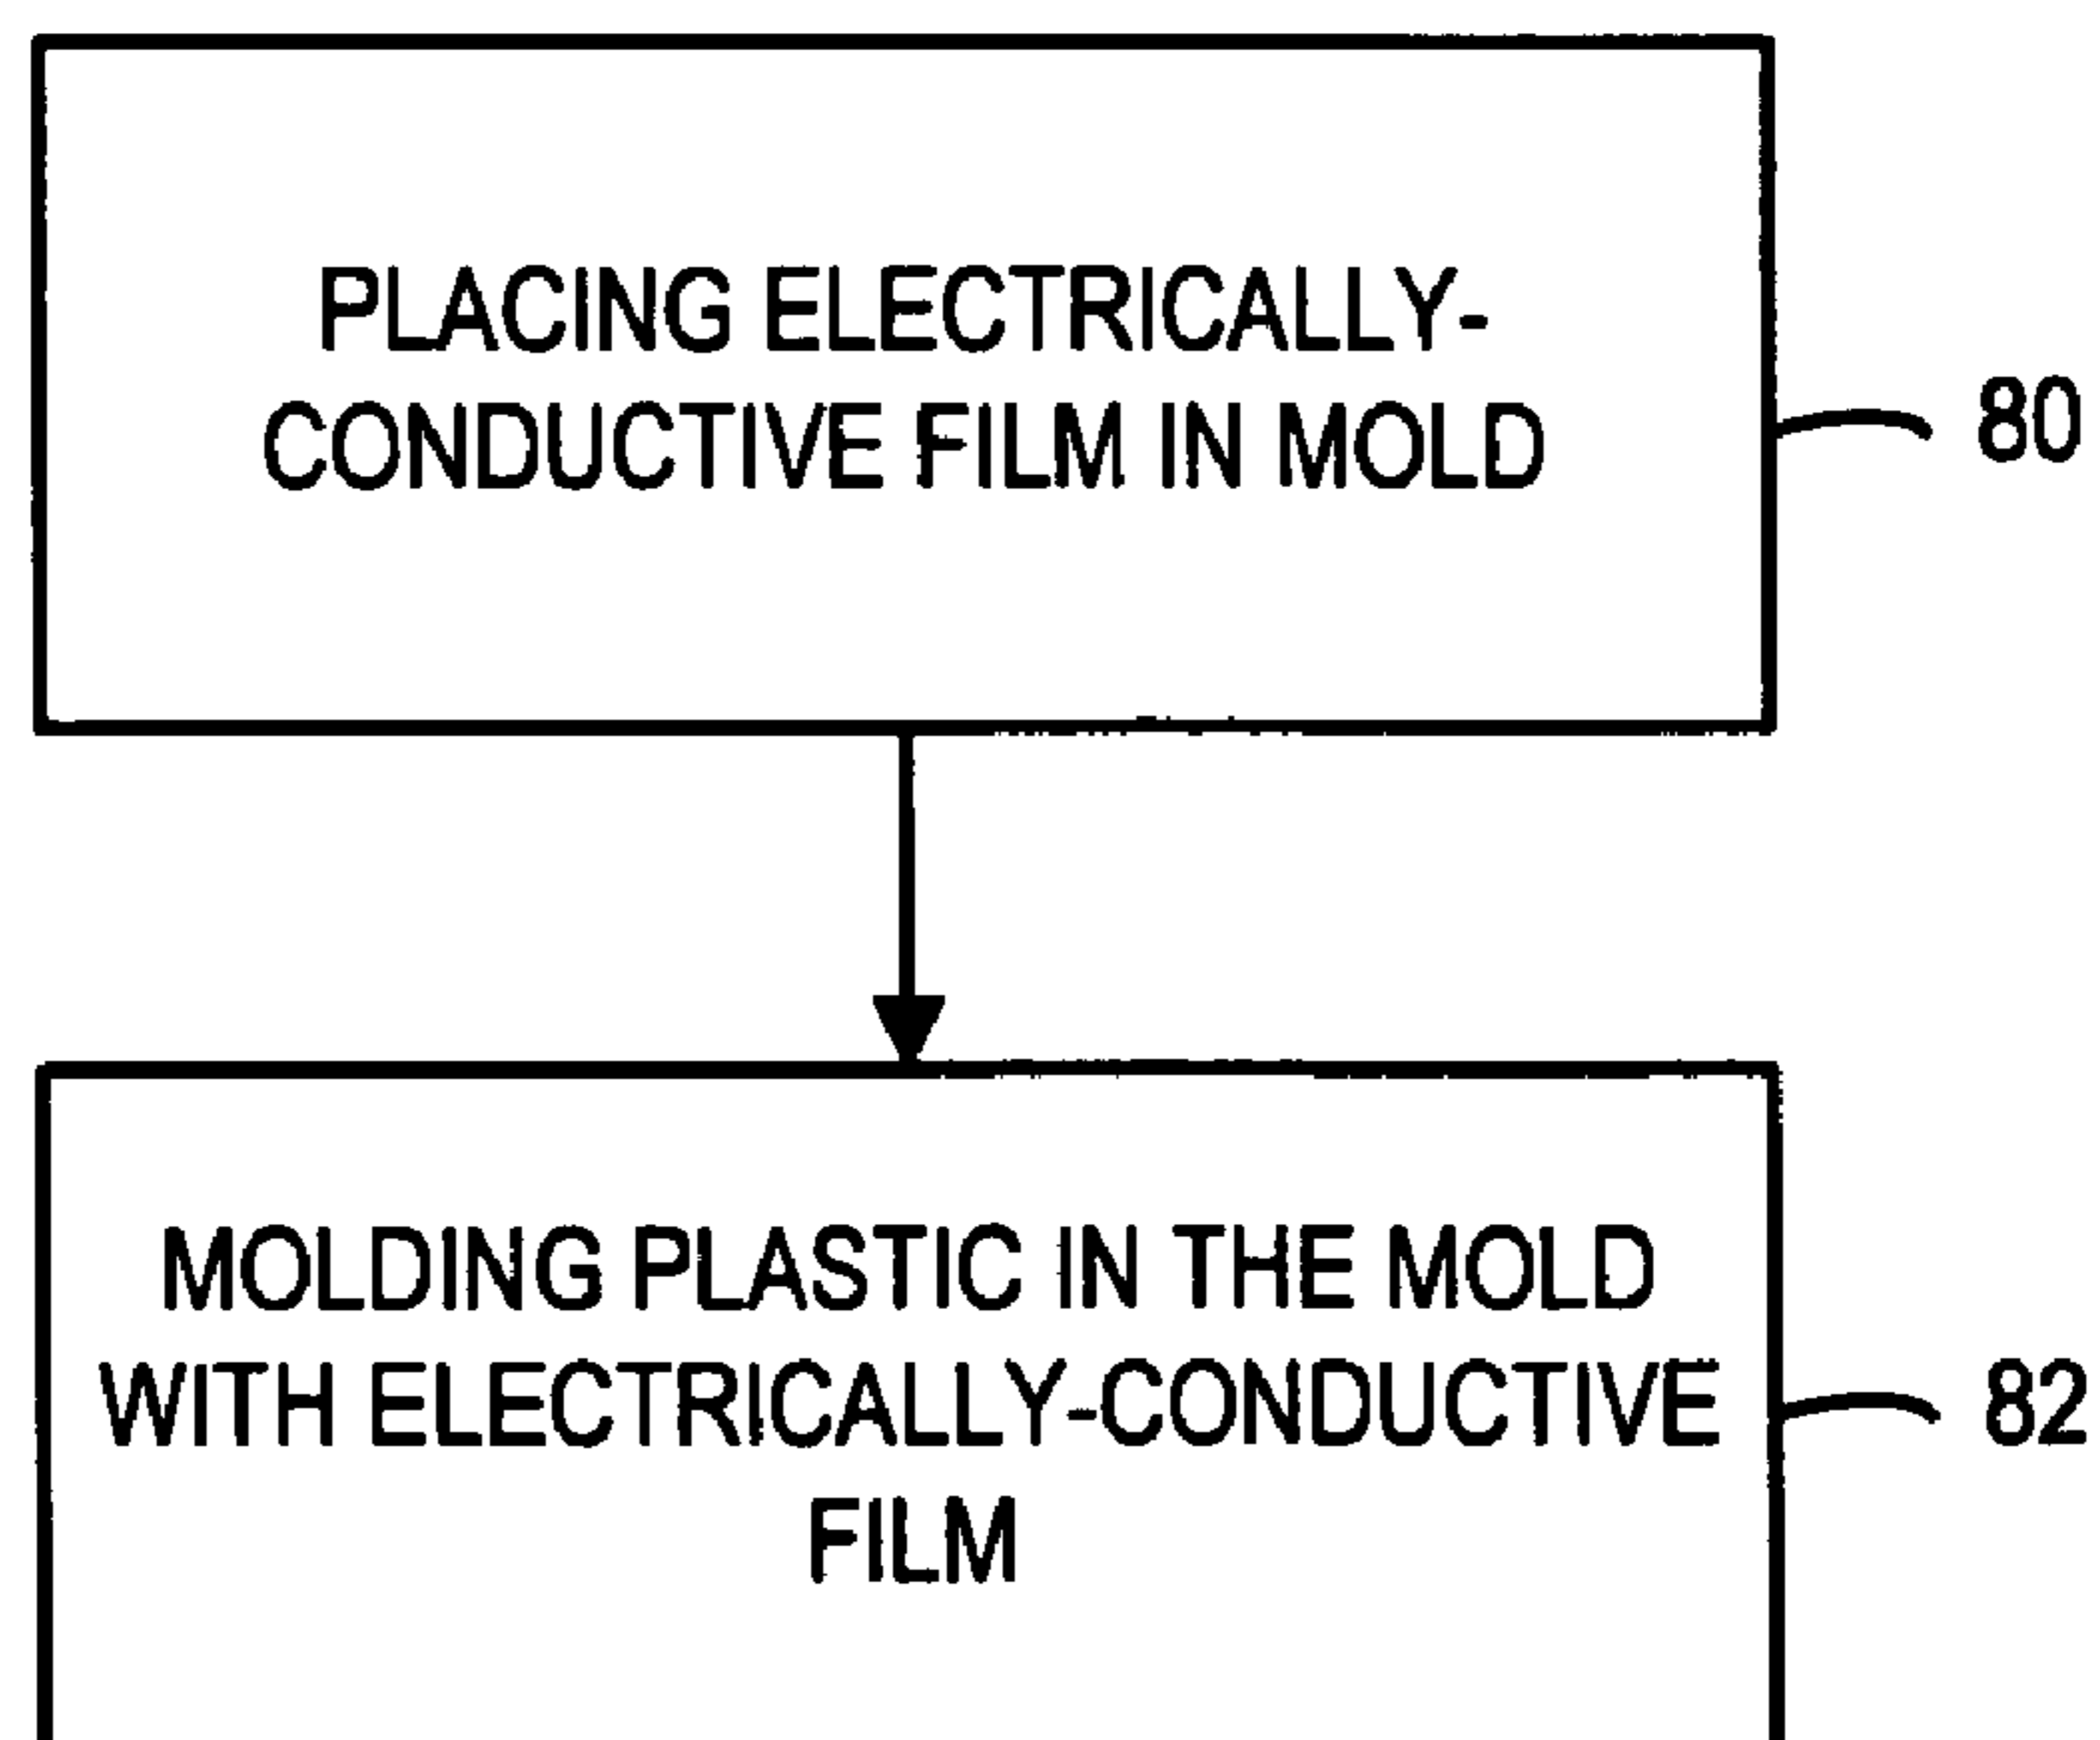 PLACING ELECTRICALLY-
CONDUCTIVE FILM IN MOLD
80
MOLDING PLASTIC IN THE MOLD
WITH ELECTRICALLY-CONDUCTIVE
FILM
82